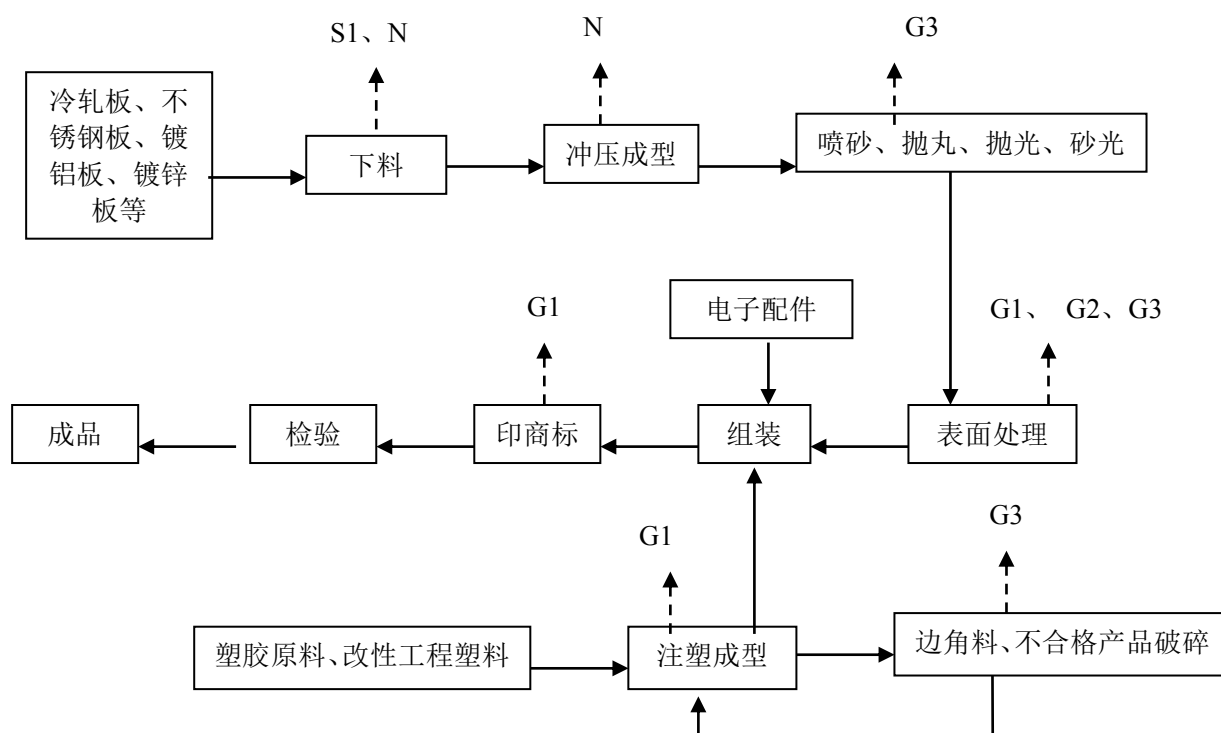 S1、N
N
G3
冷轧板、不
锈钢板、镀
铝板、镀锌
板等
下料
冲压成型
喷砂、抛丸、抛光、砂光
G1
电子配件
G1、 G2、G3
成品
检验
印商标
组装
表面处理
G1
G3
塑胶原料、改性工程塑料
注塑成型
边角料、不合格产品破碎